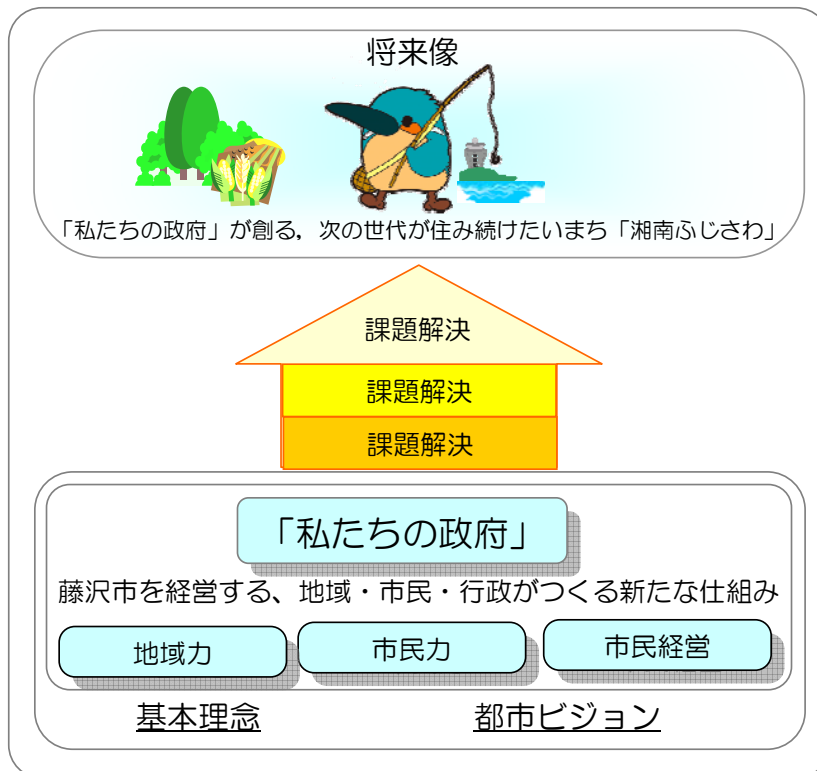 将来像
「私たちの政府」が創る，次の世代が住み続けたいまち「湘南ふじさわ」
課題解決
課題解決
課題解決
「私たちの政府」
藤沢市を経営する、地域・市民・行政がつくる新たな仕組み
地域力
市民力
市民経営
基本理念
都市ビジョン